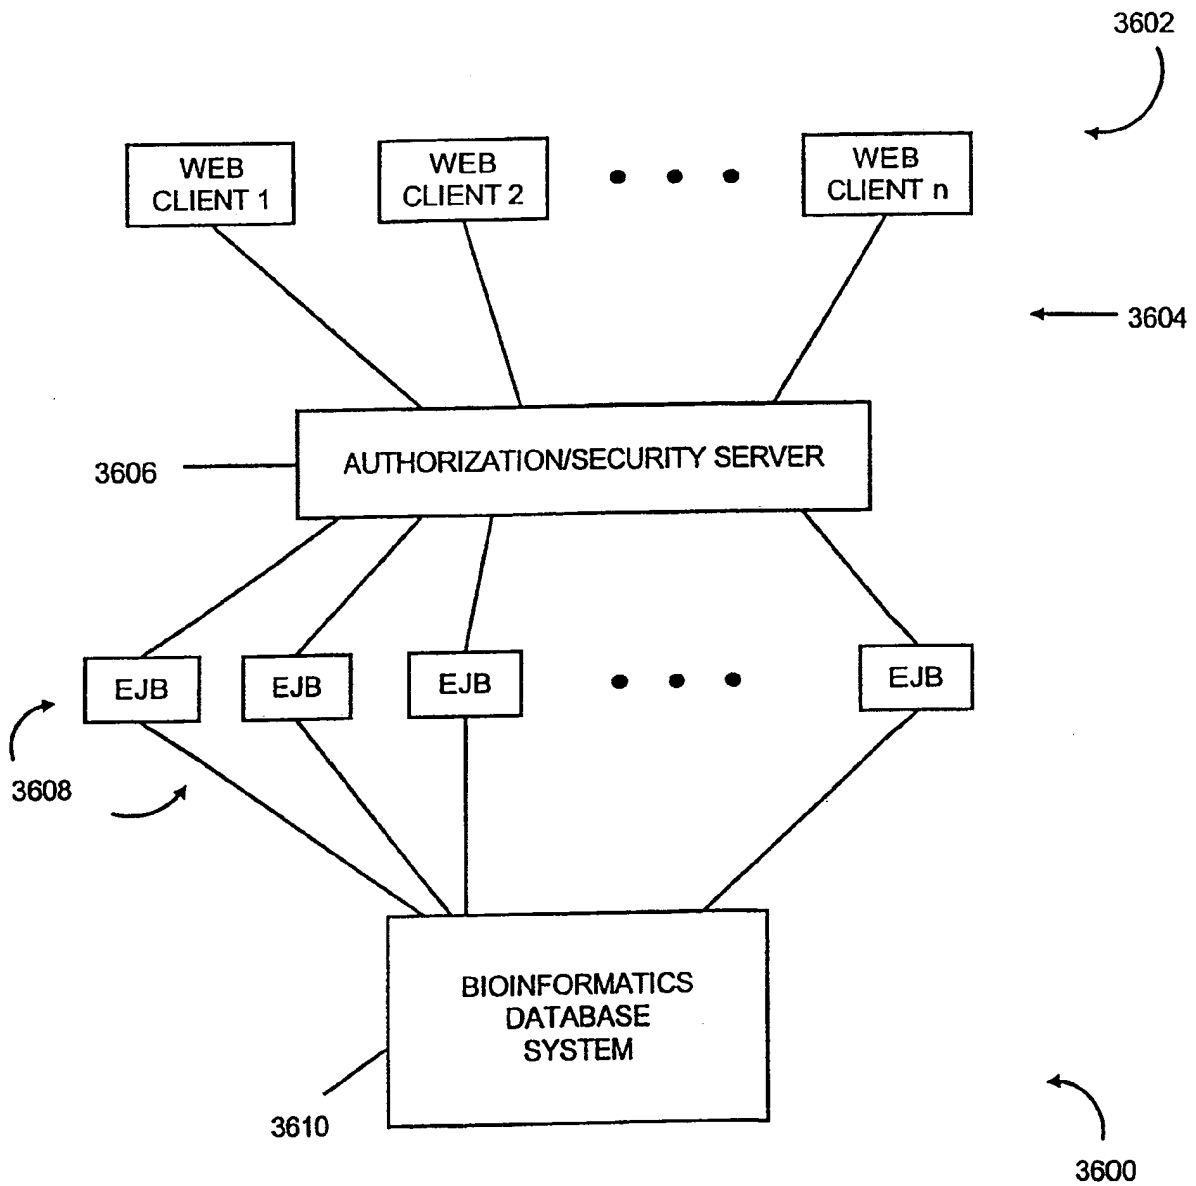 3602
WEB
CLIENT 1
WEB
CLIENT 2
WEB
CLIENT n
3604
AUTHORIZATION/SECURITY SERVER
3606
EJB
EJB
EJB
EJB
3608
BIOINFORMATICS
DATABASE
SYSTEM
3610
3600